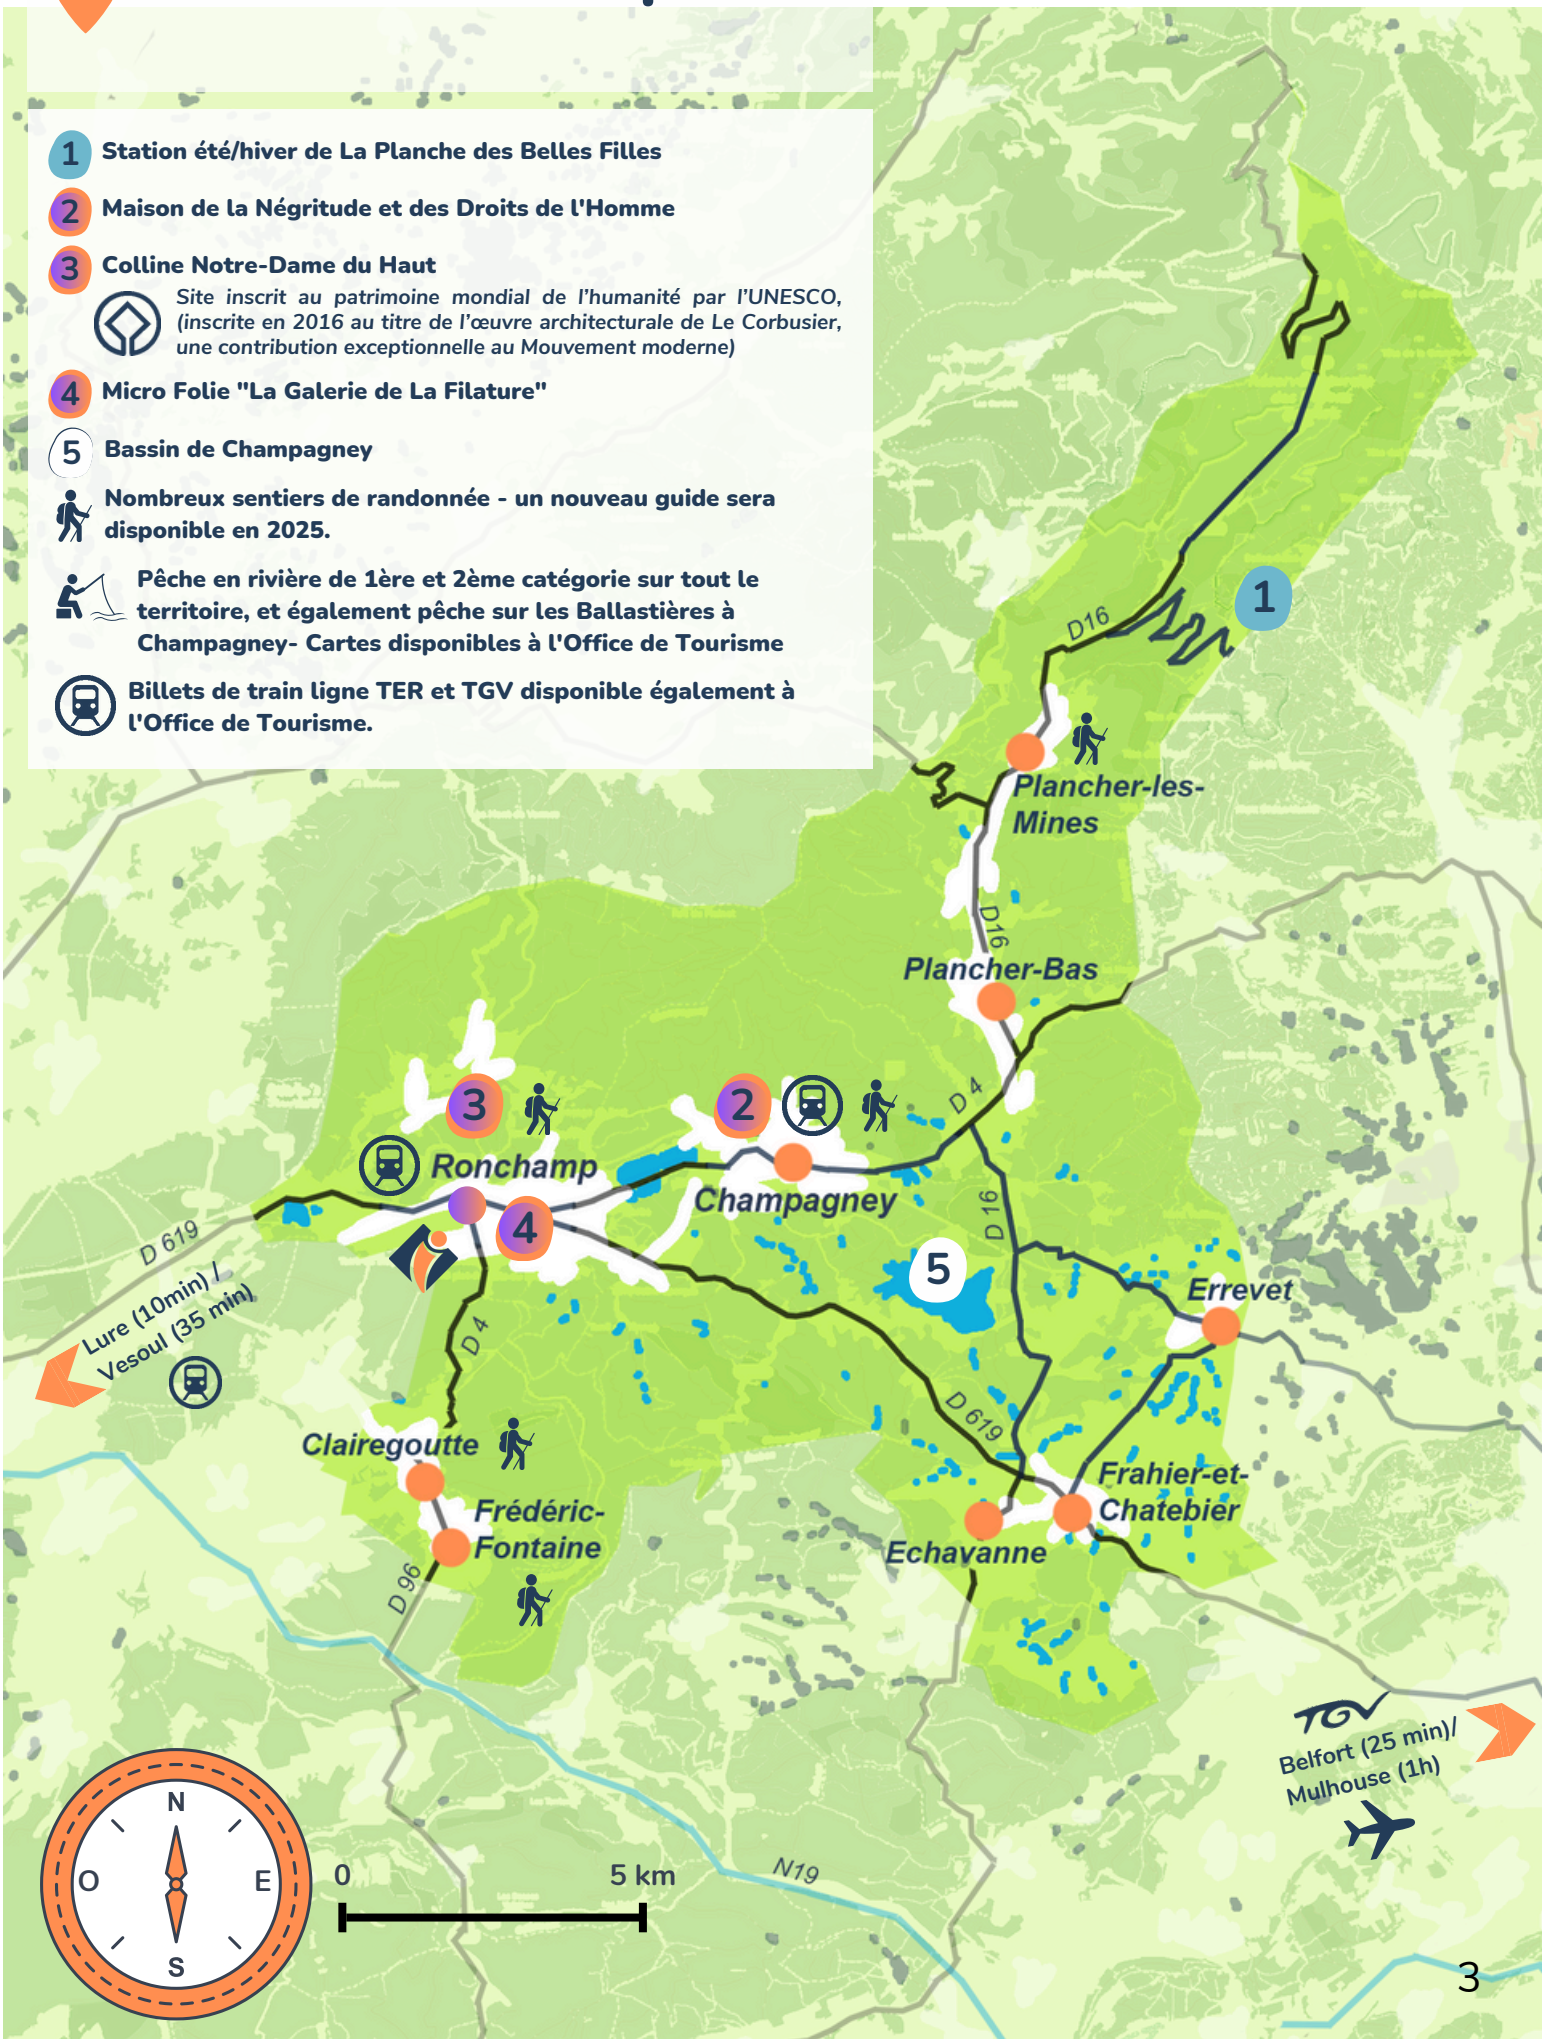 1 Station été/hiver de La Planche des Belles Filles
2 Maison de la Négritude et des Droits de l'Homme
3 Colline Notre-Dame du Haut
Site inscrit au patrimoine mondial de l'humanité par l'UNESCO,
(inscrite en 2016 au titre de l'œuvre architecturale de Le Corbusier,
une contribution exceptionnelle au Mouvement moderne)
4 Micro Folie "La Galerie de La Filature"
5 Bassin de Champagney
Nombreux sentiers de randonnée - un nouveau guide sera
disponible en 2025.
Pêche en rivière de 1ère et 2ème catégorie sur tout le
territoire, et également pêche sur les Ballastières à
Champagney- Cartes disponibles à l'Office de Tourisme
Billets de train ligne TER et TGV disponible également à
l'Office de Tourisme.
1
D16
Plancher-les-
Mines
D16
Plancher-Bas
3
2
D 4
Ronchamp
Champagney
4
D 16
D 619
5
Errevet
Lure (10min) /
Vesoul (35 min)
D 4
D 619
Clairegoutte
Frahier-et-
Chatebier
Frédéric-
Fontaine
Echavanne
D 96
TGV
Belfort (25 min)/
Mulhouse (1h)
N
O
E
S
0
5 km
N19
3